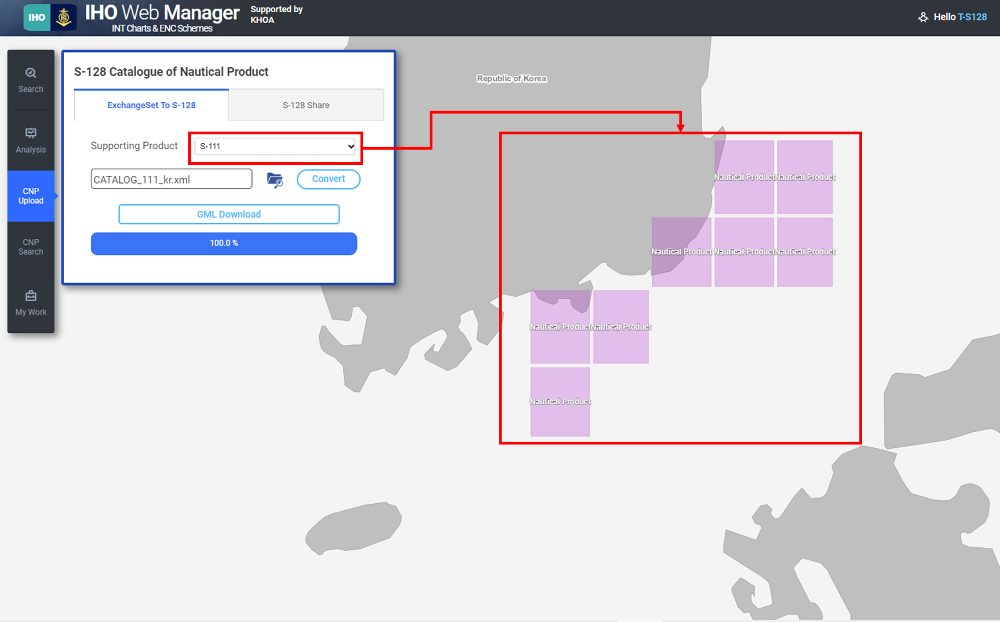 IHO
IHO Web Manager
INT Charts & ENC Schemes
Supported by
KHOA
Hello T-S128
Search
Analysis
CNP
Upload
CNP
Search
My Work
S-128 Catalogue of Nautical Product
ExchangeSet To S-128
S-128 Share
Supporting Product
S-111
CATALOG_111_kr.xml
Convert
GML Download
100.0 %
Republic of Korea
Nautical Product
Nautical Product
Nautical Product
Nautical Product
Nautical Product
Nautical Product
Nautical Product
Nautical Product